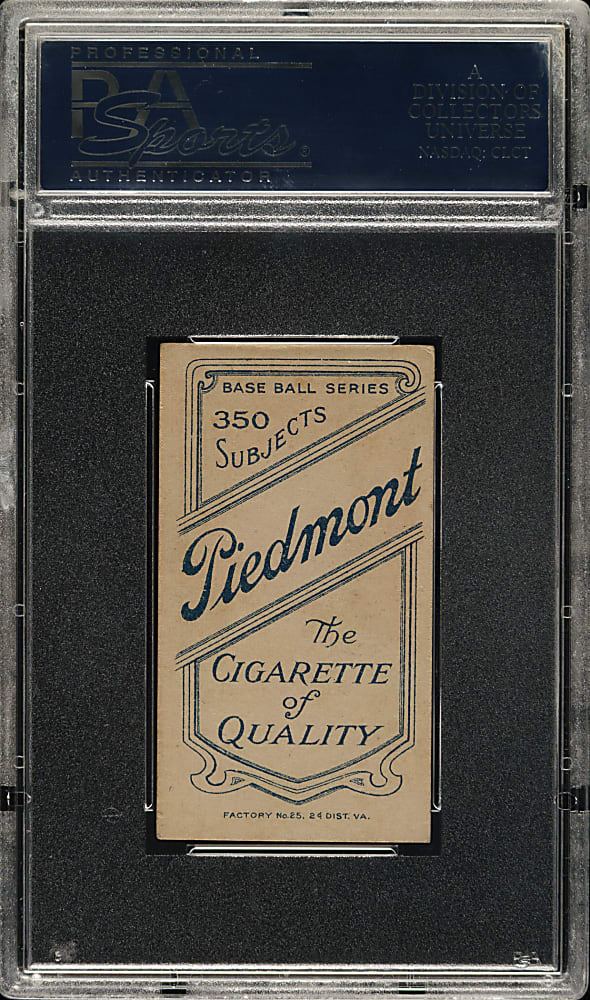 PROFESSIONAL
PSA
Sports
AUTHENTICATOR
A
DIVISION OF
COLLECTORS
UNIVERSE
NASDAQ: CLCT
BASE BALL SERIES
350
SUBJECTS
Piedmont
The
CIGARETTE
of
QUALITY
FACTORY No. 25, 2d DIST. VA.